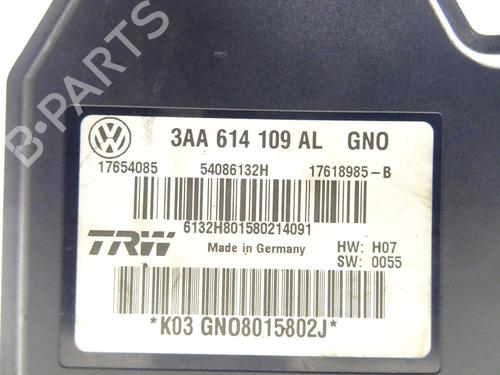 B-PARTS
3AA 614 109 AL GNO
17654085 54086132H 17618985-B
6132H801580214091
TRW Made in Germany HW: H07
SW: 0055
*K03 GNO8015802J*